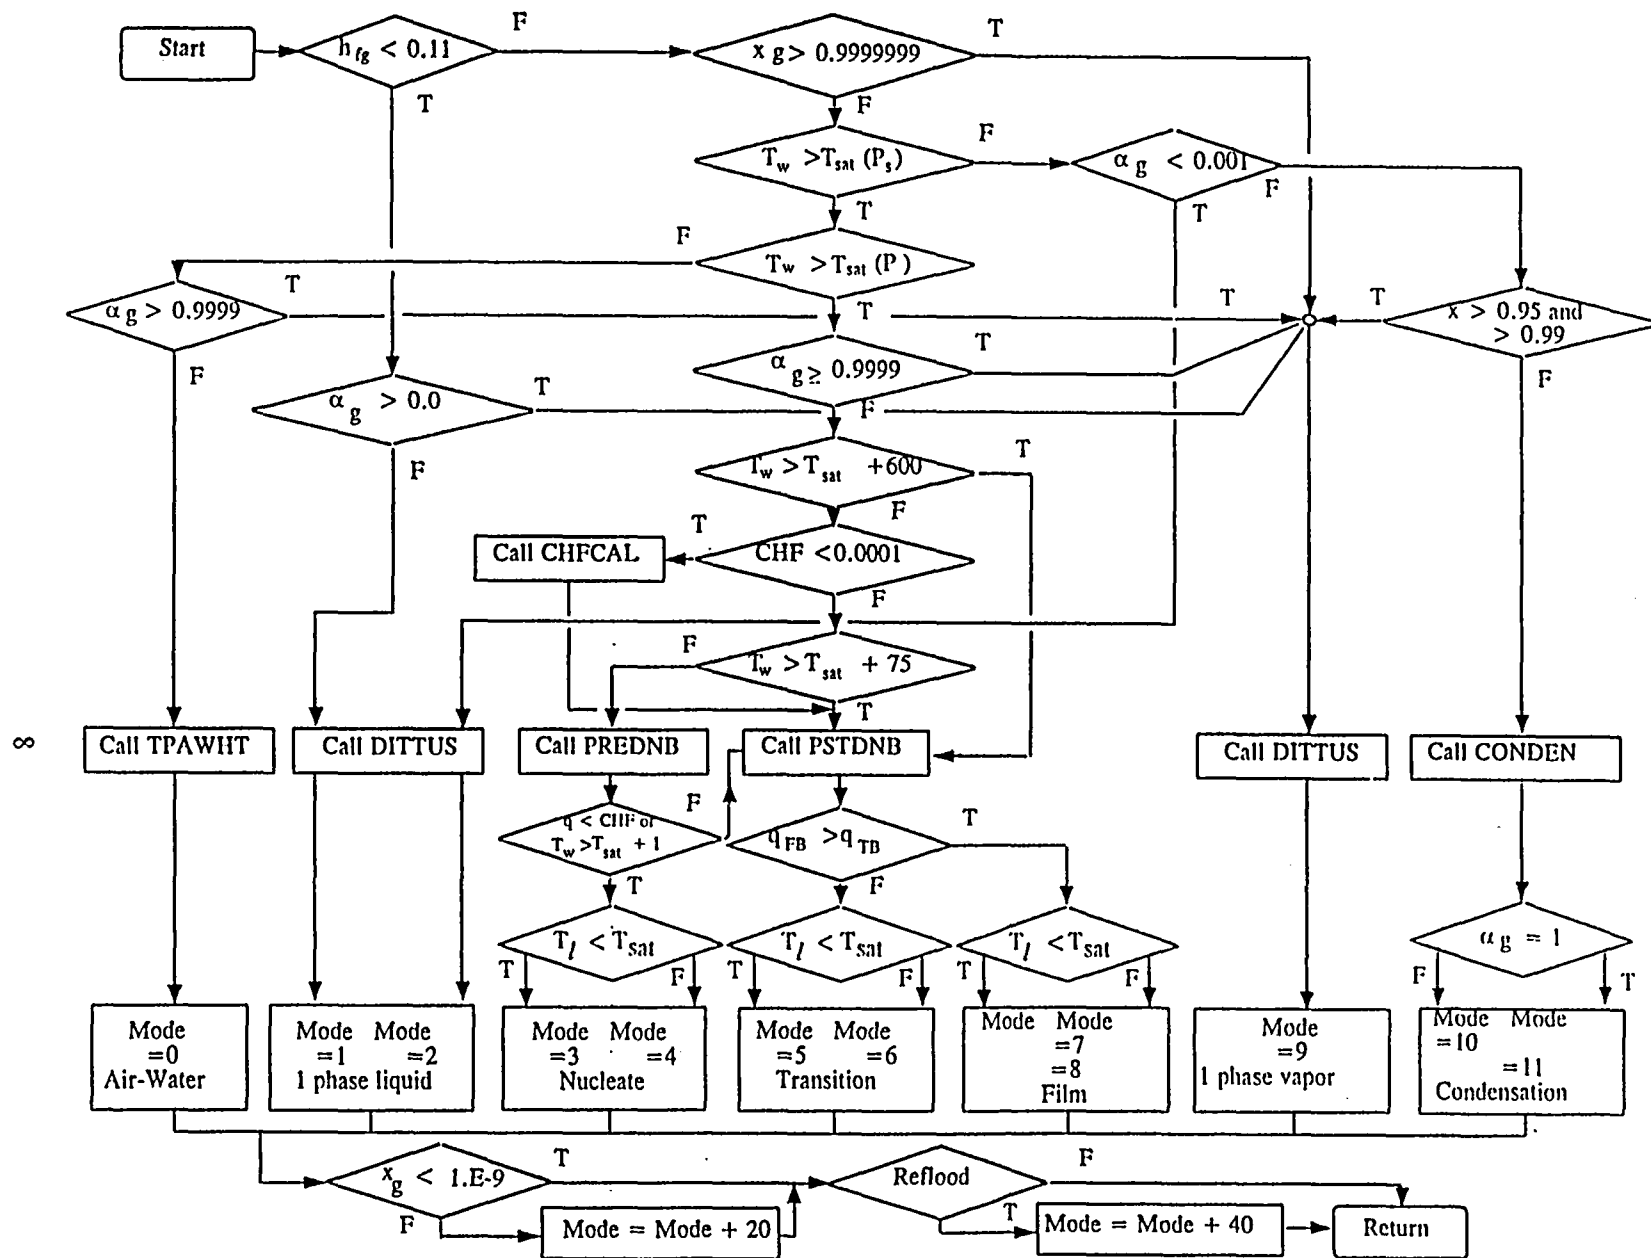 Start
h fg < 0.11
F
T
x g > 0.9999999
T
F
T w > T sat (P s)
F
T
α g < 0.001
F
T
T w > T sat (P)
F
T
α g > 0.9999
T
F
T
T
x > 0.95 and
> 0.99
F
α g ≥ 0.9999
T
F
α g > 0.0
T
F
T w > T sat + 600
T
F
CHF < 0.0001
T
F
Call CHFCAL
T w > T sat + 75
F
T
∞
Call TPAWHT
Call DITTUS
Call PREDNB
Call PSTDNB
Call DITTUS
Call CONDEN
q < CHF or
T w > T sat + 1
F
T
q FB > q TB
T
F
T l < T sat
T
F
T l < T sat
T
F
T l < T sat
T
F
α g = 1
F
T
Mode
=0
Air-Water
Mode Mode
=1 =2
1 phase liquid
Mode Mode
=3 =4
Nucleate
Mode Mode
=5 =6
Transition
Mode Mode
=7
=8
Film
Mode
=9
1 phase vapor
Mode Mode
=10
=11
Condensation
x g < 1.E-9
T
F
Mode = Mode + 20
Reflood
F
T
Mode = Mode + 40
Return